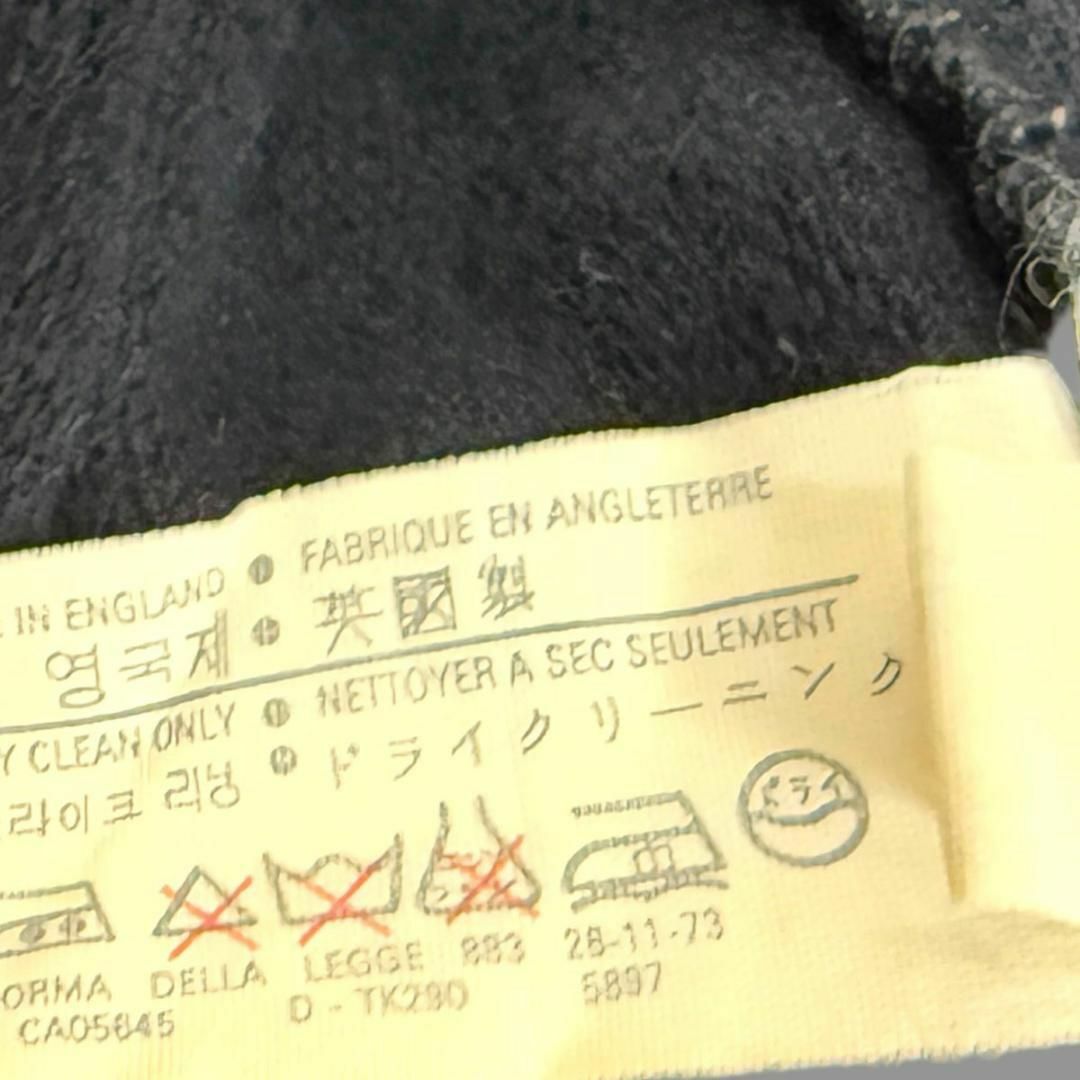 IN ENGLAND ● FABRIQUE EN ANGLETERRE
영국제 ● 英國製
Y CLEAN ONLY ● NETTOYER A SEC SEULEMENT
라이크리닝 ● ドライクリーニング
ドライ
ORMA DELLA LEGGE 883 28-11-73
CA05845 D - TK290 5897